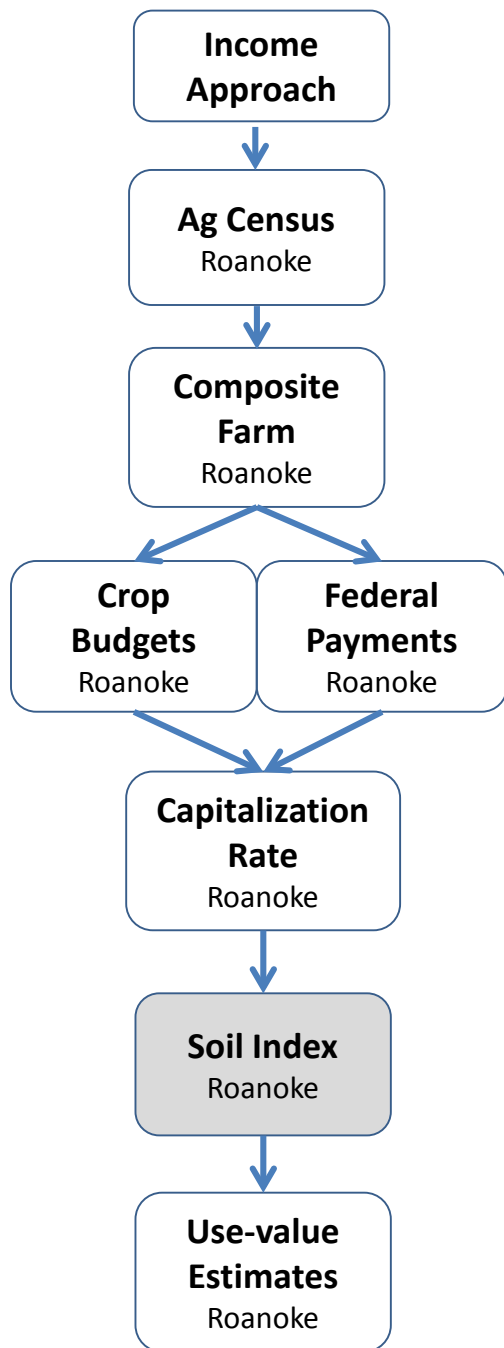 Income
Approach
Ag Census
Roanoke
Composite
Farm
Roanoke
Crop
Budgets
Roanoke
Federal
Payments
Roanoke
Capitalization
Rate
Roanoke
Soil Index
Roanoke
Use-value
Estimates
Roanoke